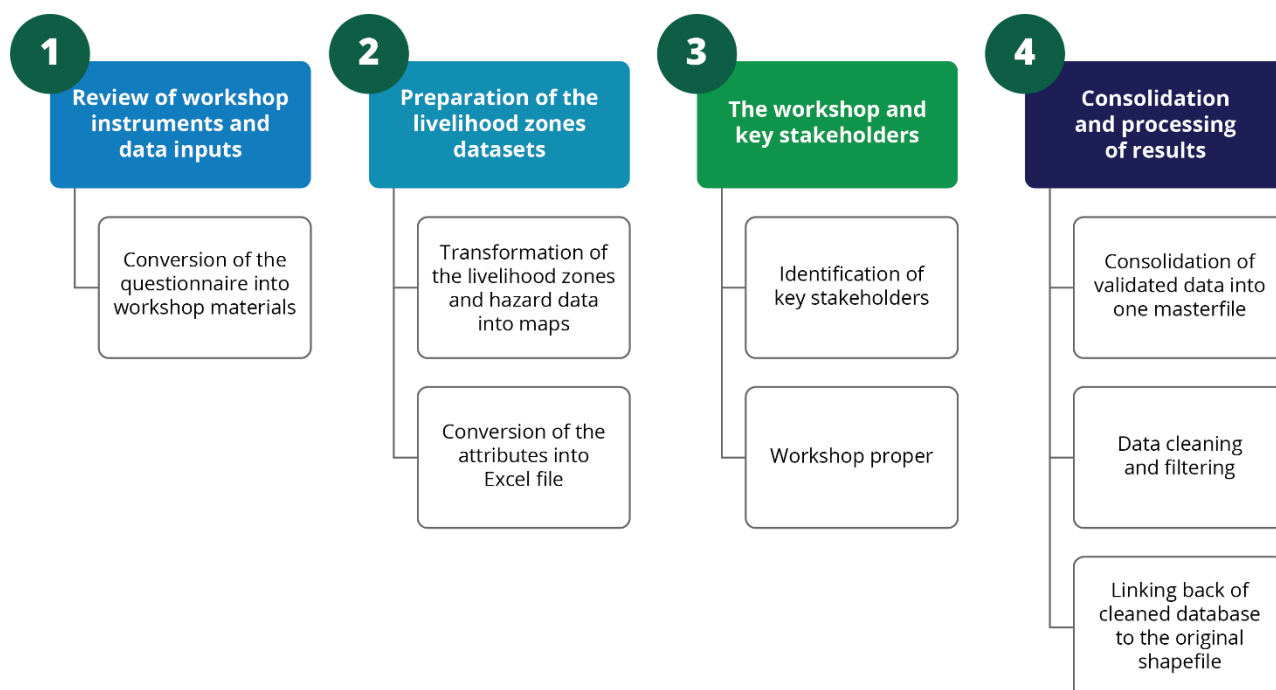 1
Review of workshop
instruments and
data inputs
Conversion of the
questionnaire into
workshop materials
2
Preparation of the
livelihood zones
datasets
Transformation of
the livelihood zones
and hazard data
into maps
Conversion of the
attributes into
Excel file
3
The workshop and
key stakeholders
Identification of
key stakeholders
Workshop proper
4
Consolidation
and processing
of results
Consolidation of
validated data into
one masterfile
Data cleaning
and filtering
Linking back of
cleaned database
to the original
shapefile